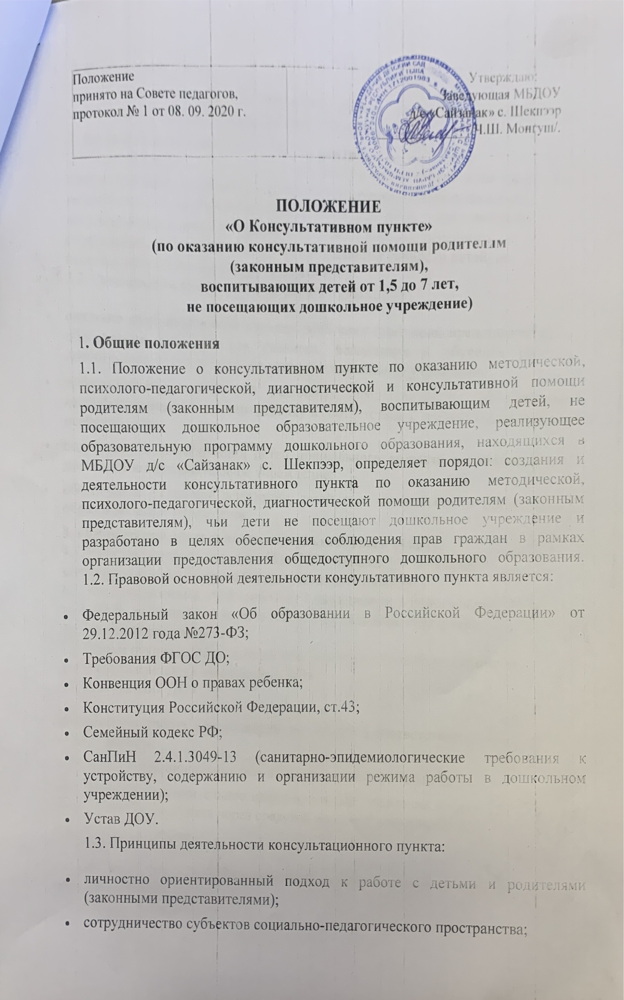 Положение
принято на Совете педагогов,
протокол № 1 от 08. 09. 2020 г.
Утверждаю:
Заведующая МБДОУ
д/с «Сайзанак» с. Шекпээр
/Ч.Ш. Монгуш/.
ПОЛОЖЕНИЕ
«О Консультативном пункте»
(по оказанию консультативной помощи родителям
(законным представителям),
воспитывающих детей от 1,5 до 7 лет,
не посещающих дошкольное учреждение)
1. Общие положения
1.1. Положение о консультативном пункте по оказанию методической,
психолого-педагогической, диагностической и консультативной помощи
родителям (законным представителям), воспитывающим детей, не
посещающих дошкольное образовательное учреждение, реализующее
образовательную программу дошкольного образования, находящихся в
МБДОУ д/с «Сайзанак» с. Шекпээр, определяет порядок создания и
деятельности консультативного пункта по оказанию методической,
психолого-педагогической, диагностической помощи родителям (законным
представителям), чьи дети не посещают дошкольное учреждение и
разработано в целях обеспечения соблюдения прав граждан в рамках
организации предоставления общедоступного дошкольного образования.
1.2. Правовой основной деятельности консультативного пункта является:
• Федеральный закон «Об образовании в Российской Федерации» от
29.12.2012 года №273-ФЗ;
• Требования ФГОС ДО;
• Конвенция ООН о правах ребенка;
• Конституция Российской Федерации, ст.43;
• Семейный кодекс РФ;
• СанПиН 2.4.1.3049-13 (санитарно-эпидемиологические требования к
устройству, содержанию и организации режима работы в дошкольном
учреждении);
• Устав ДОУ.
1.3. Принципы деятельности консультационного пункта:
• личностно ориентированный подход к работе с детьми и родителями
(законными представителями);
• сотрудничество субъектов социально-педагогического пространства;